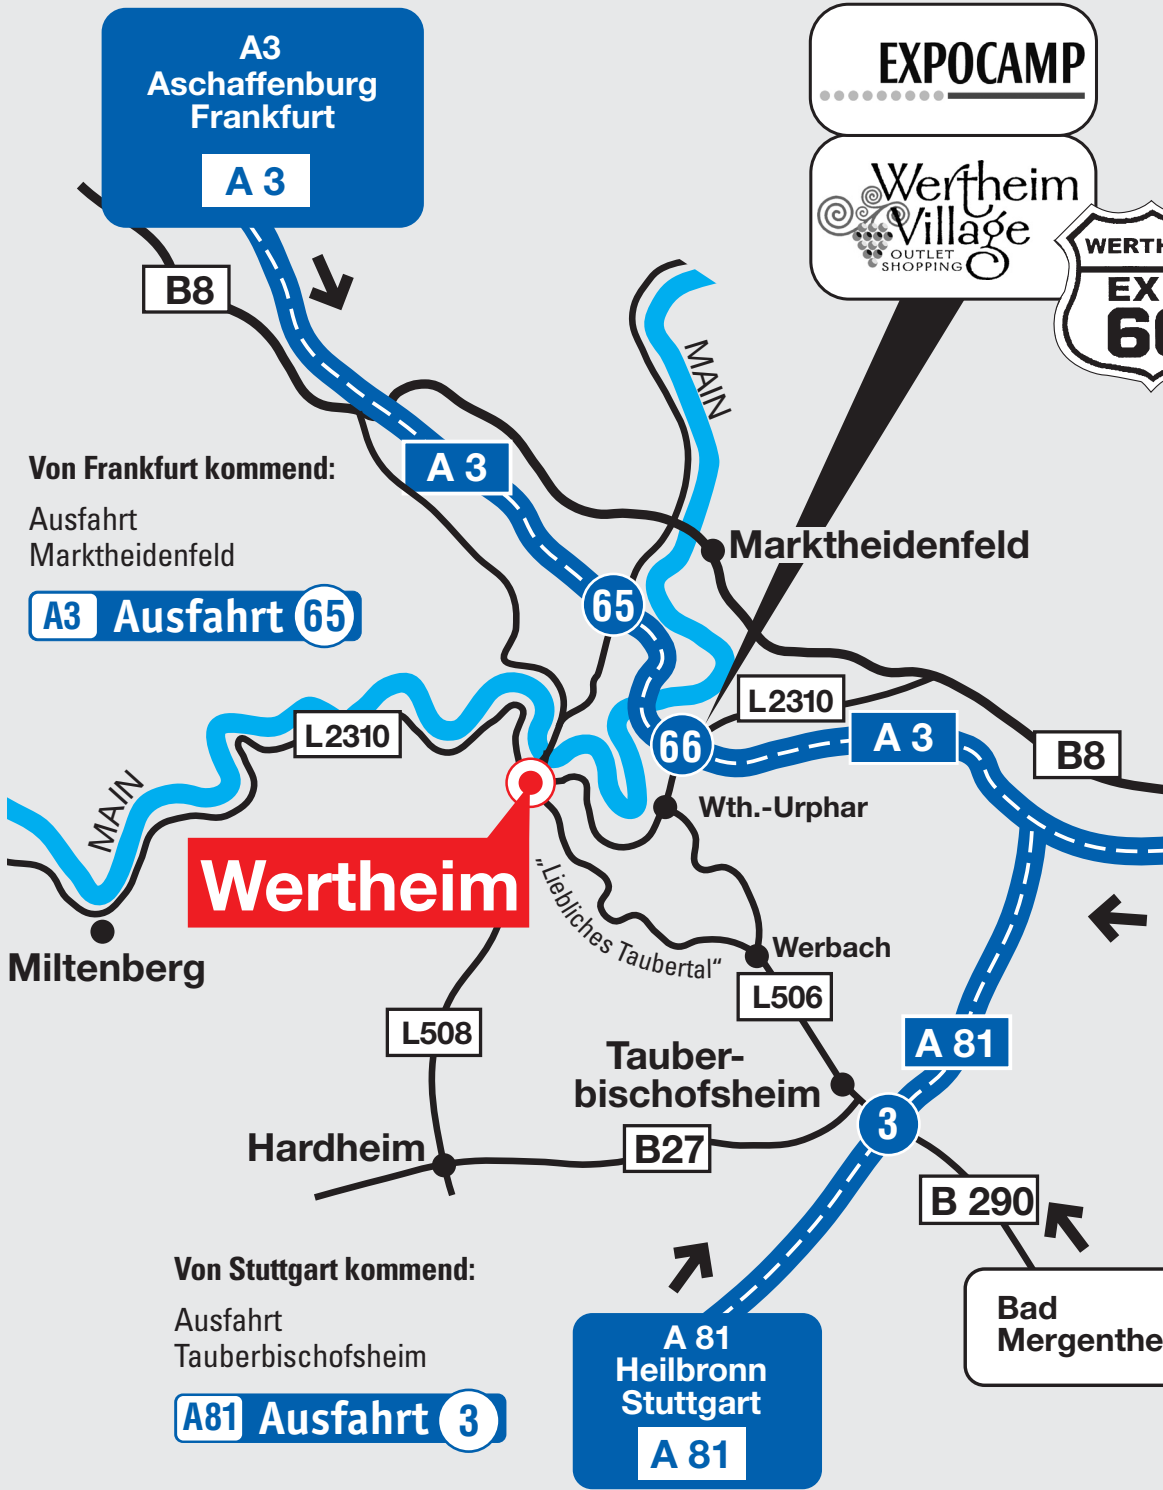 A3
Aschaffenburg
Frankfurt
A 3
EXPOCAMP
Wertheim
Village
OUTLET
SHOPPING
B8
MAIN
A 3
Von Frankfurt kommend:
Ausfahrt
Marktheidenfeld
A3 Ausfahrt 65
Marktheidenfeld
65
L2310
L2310
66
A 3
B8
MAIN
Wth.-Urphar
Wertheim
„Liebliches Taubertal“
Miltenberg
Werbach
L506
L508
A 81
Tauber-
bischofsheim
3
Hardheim
B27
B 290
Von Stuttgart kommend:
Ausfahrt
Tauberbischofsheim
A81 Ausfahrt 3
A 81
Heilbronn
Stuttgart
A 81
Bad